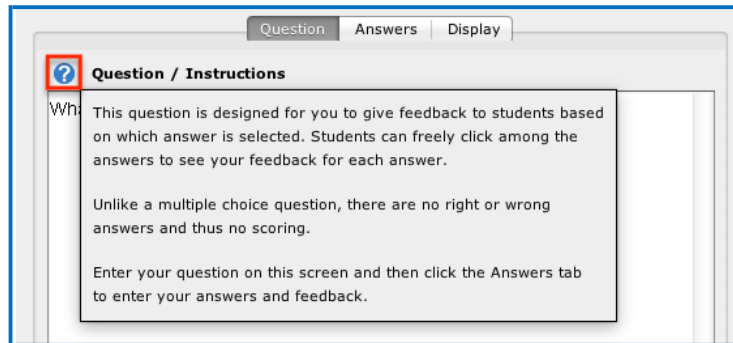 Question Answers Display
? Question / Instructions
Wh
This question is designed for you to give feedback to students based
on which answer is selected. Students can freely click among the
answers to see your feedback for each answer.
Unlike a multiple choice question, there are no right or wrong
answers and thus no scoring.
Enter your question on this screen and then click the Answers tab
to enter your answers and feedback.